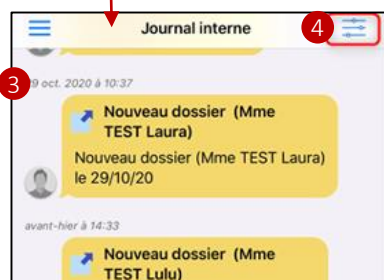 Journal interne
4
3
29 oct. 2020 à 10:37
Nouveau dossier (Mme
TEST Laura)
Nouveau dossier (Mme TEST Laura)
le 29/10/20
avant-hier à 14:33
Nouveau dossier (Mme
TEST Lulu)